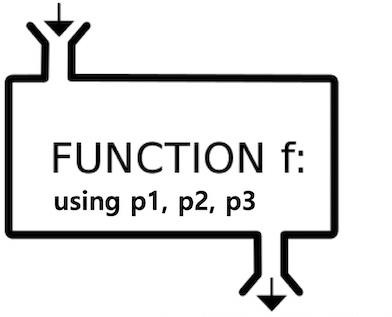 FUNCTION f:
using p1, p2, p3